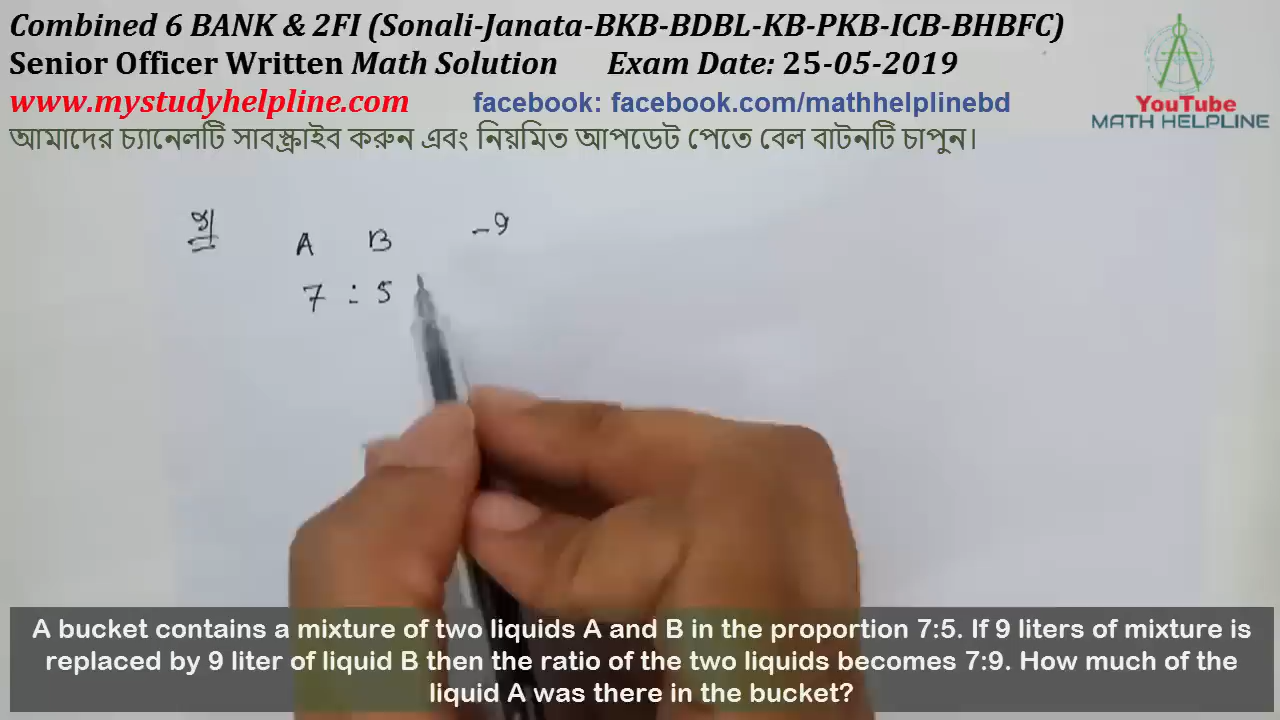 Combined 6 BANK & 2FI (Sonali-Janata-BKB-BDBL-KB-PKB-ICB-BHBFC)
Senior Officer Written Math Solution Exam Date: 25-05-2019
www.mystudyhelpline.com facebook: facebook.com/mathhelplinebd
আমাদের চ্যানেলটি সাবস্ক্রাইব করুন এবং নিয়মিত আপডেট পেতে বেল বাটনটি চাপুন।
YouTube
MATH HELPLINE
A B -9
7 : 5
A bucket contains a mixture of two liquids A and B in the proportion 7:5. If 9 liters of mixture is
replaced by 9 liter of liquid B then the ratio of the two liquids becomes 7:9. How much of the
liquid A was there in the bucket?